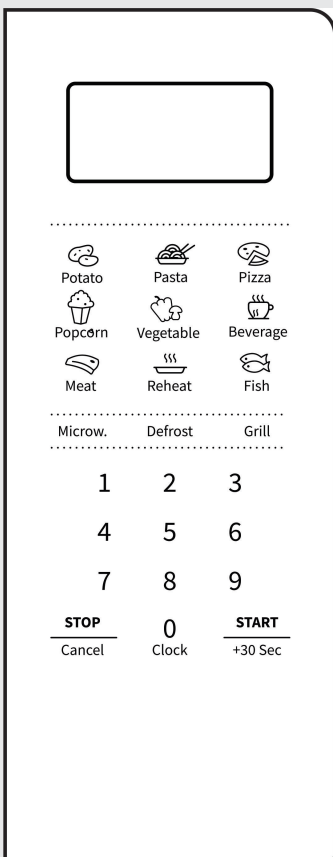 Potato Pasta Pizza
Popcorn Vegetable Beverage
Meat Reheat Fish
Microw. Defrost Grill
1 2 3
4 5 6
7 8 9
STOP 0 START
Cancel Clock +30 Sec